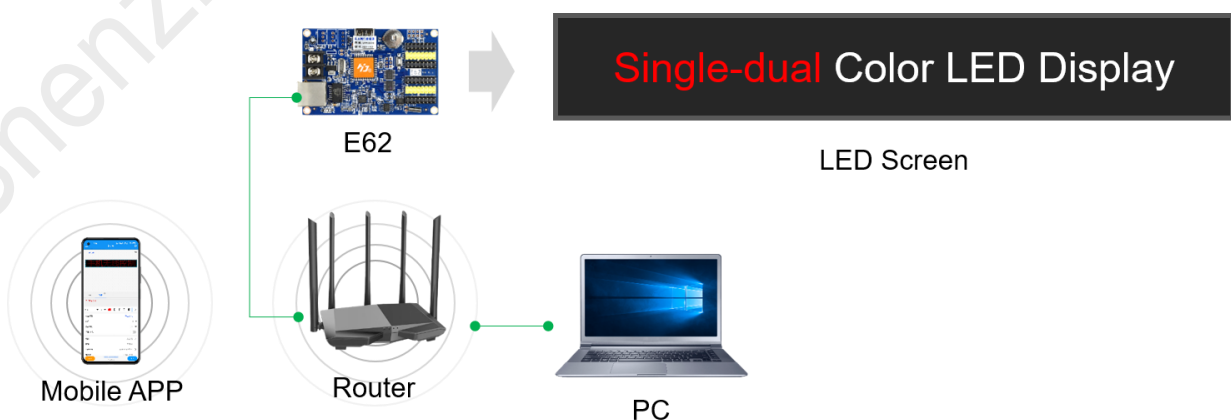 Single-dual Color LED Display
E62
LED Screen
Mobile APP
Router
PC